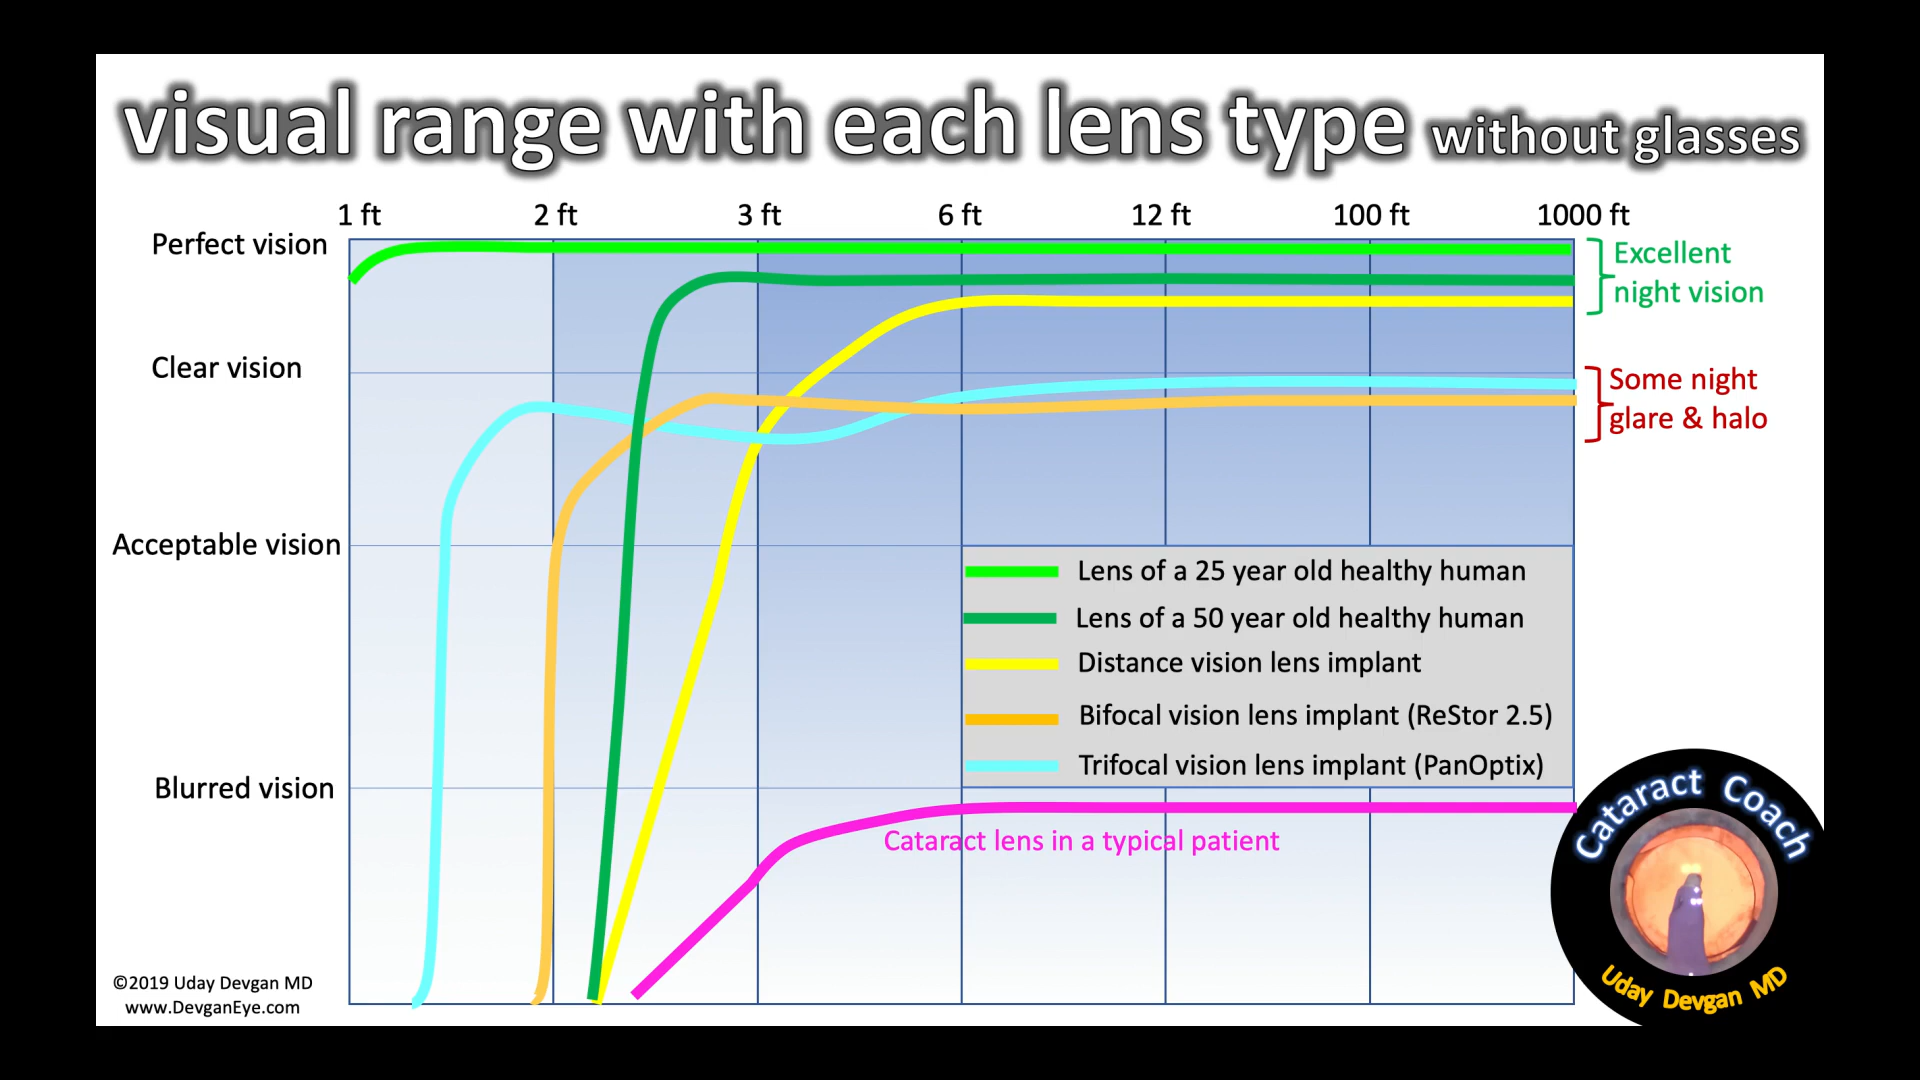 visual range with each lens type without glasses
1 ft 2 ft 3 ft 6 ft 12 ft 100 ft 1000 ft
Perfect vision
Clear vision
Acceptable vision
Blurred vision
Excellent
night vision
Some night
glare & halo
Lens of a 25 year old healthy human
Lens of a 50 year old healthy human
Distance vision lens implant
Bifocal vision lens implant (ReStor 2.5)
Trifocal vision lens implant (PanOptix)
Cataract lens in a typical patient
©2019 Uday Devgan MD
www.DevganEye.com
Cataract Coach
Uday Devgan MD